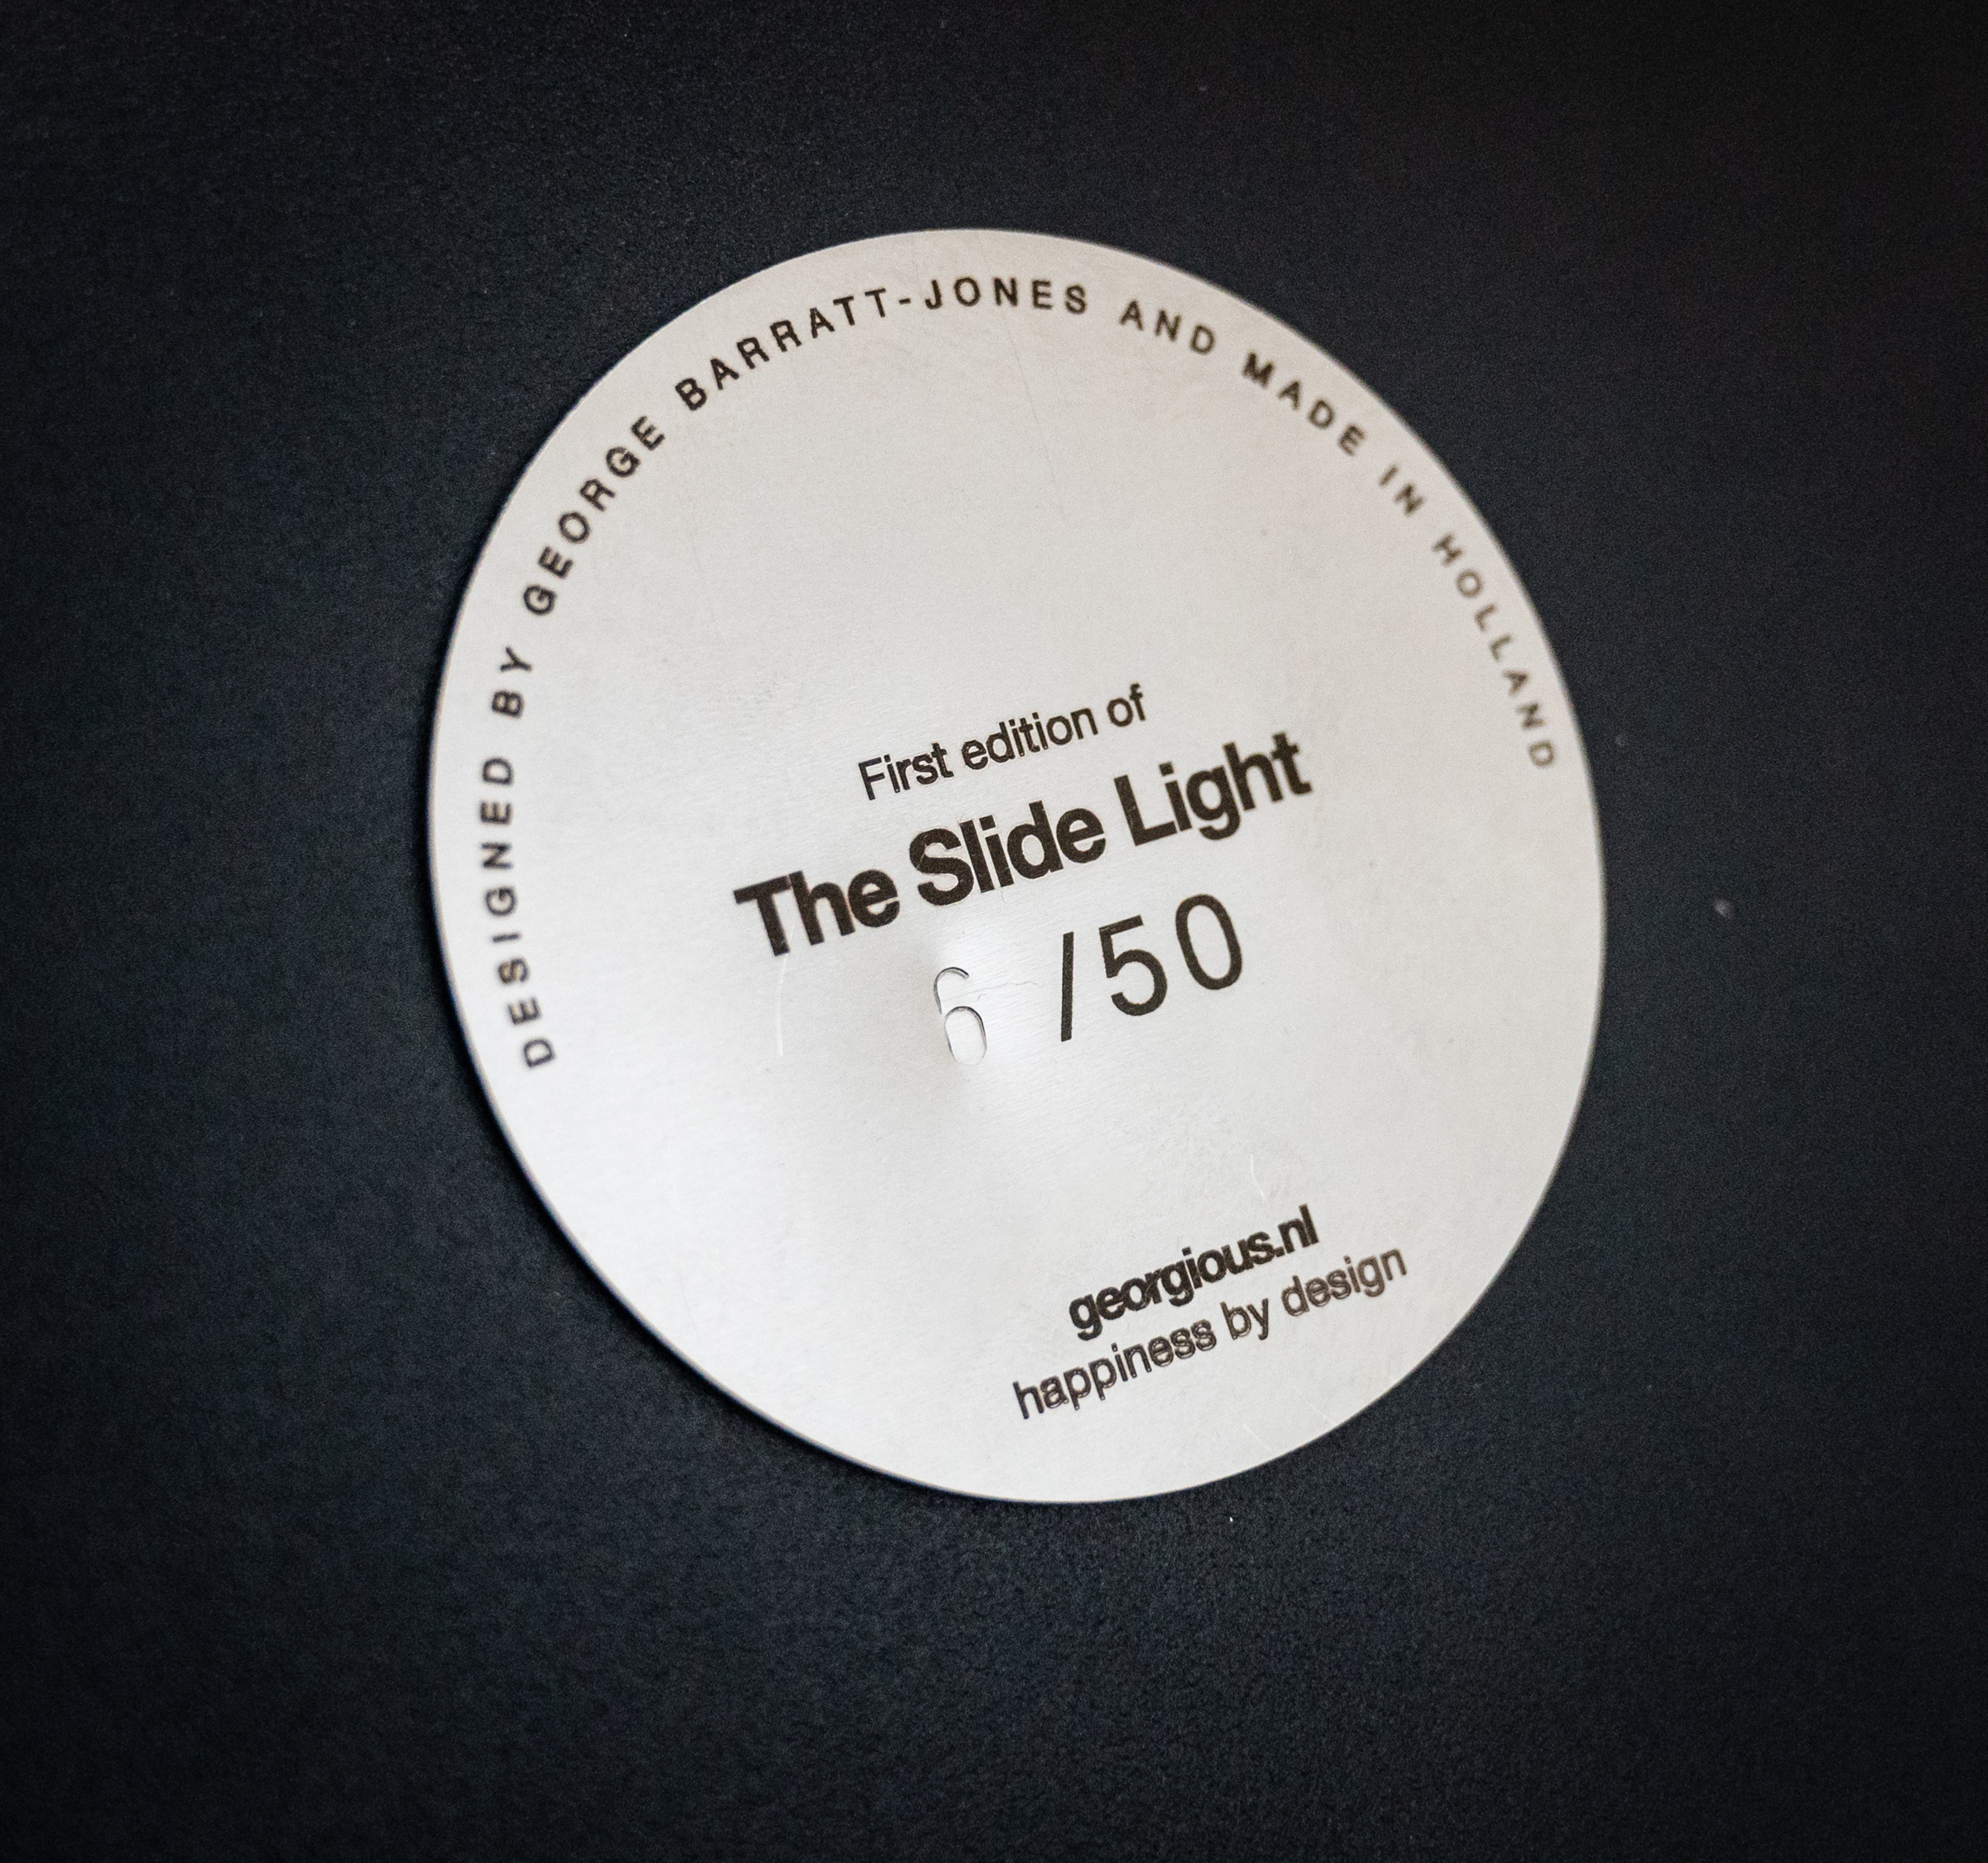 DESIGNED BY GEORGE BARRATT-JONES AND MADE IN HOLLAND
First edition of
The Slide Light
6 /50
georgious.nl
happiness by design